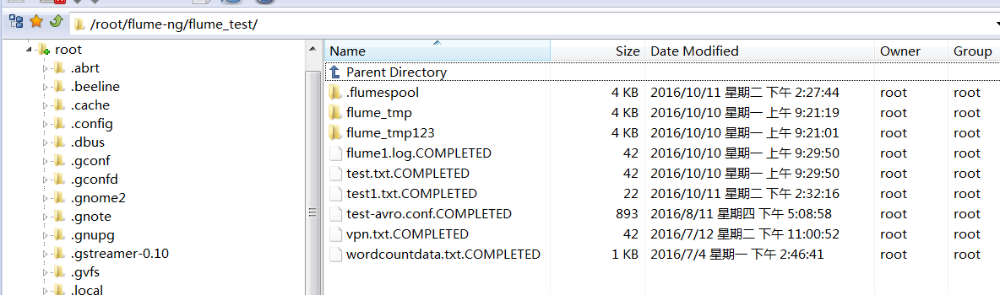 /root/flume-ng/flume_test/
root
.abrt
.beeline
.cache
.config
.dbus
.gconf
.gconfd
.gnome2
.gnote
.gnupg
.gstreamer-0.10
.gvfs
.local
Name Size Date Modified Owner Group
Parent Directory
.flumespool 4 KB 2016/10/11 星期二 下午 2:27:44 root root
flume_tmp 4 KB 2016/10/10 星期一 上午 9:21:19 root root
flume_tmp123 4 KB 2016/10/10 星期一 上午 9:21:01 root root
flume1.log.COMPLETED 42 2016/10/10 星期一 上午 9:29:50 root root
test.txt.COMPLETED 42 2016/10/10 星期一 上午 9:29:50 root root
test1.txt.COMPLETED 22 2016/10/11 星期二 下午 2:32:16 root root
test-avro.conf.COMPLETED 893 2016/8/11 星期四 下午 5:08:58 root root
vpn.txt.COMPLETED 42 2016/7/12 星期二 下午 11:00:52 root root
wordcountdata.txt.COMPLETED 1 KB 2016/7/4 星期一 下午 2:46:41 root root